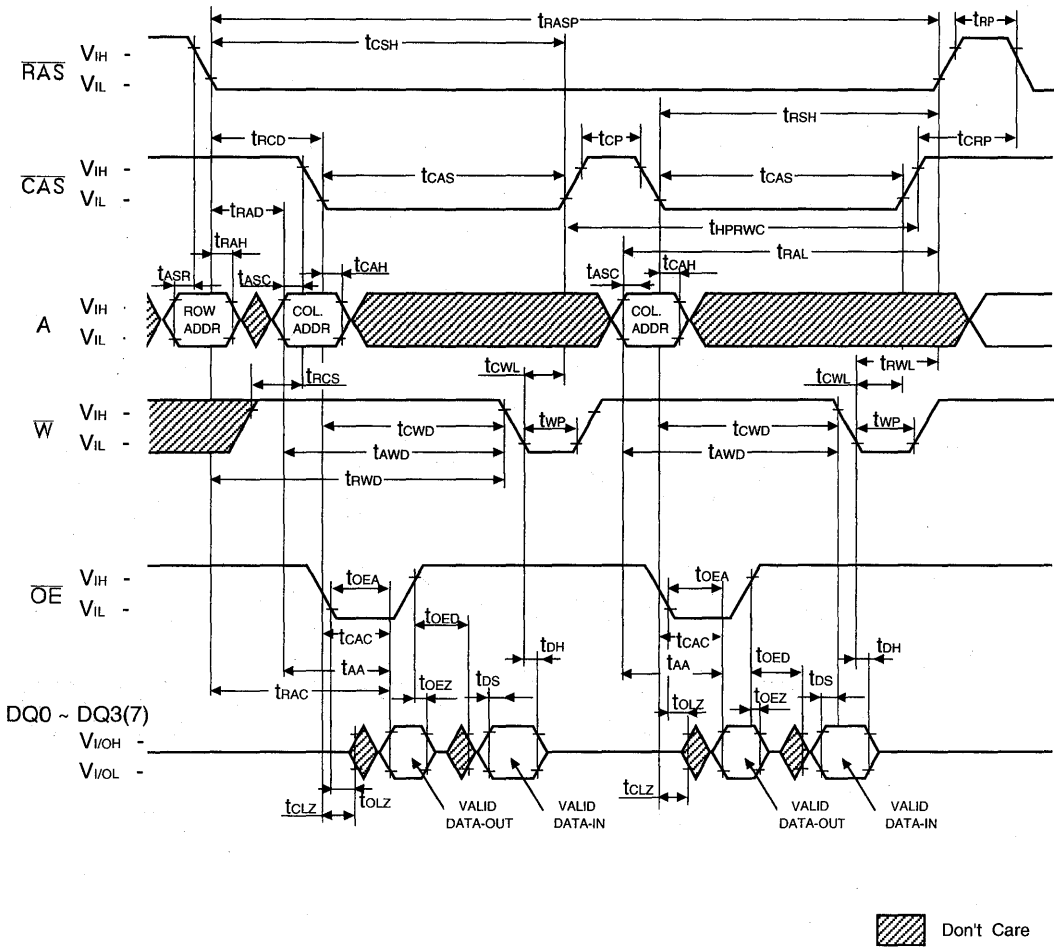 tRASP
tRP
tCSH
RAS
VIH -
VIL -
tRSH
tRCD
tCP
tCRP
CAS
VIH -
VIL -
tCAS
tCAS
tRAD
tHPRWC
tRAH
tRAL
tASR
tASC
tCAH
tASC
tCAH
A
VIH ·
VIL ·
ROW
ADDR
COL.
ADDR
COL.
ADDR
tRCS
tCWL
tCWL
tRWL
W
VIH -
VIL -
tCWD
tWP
tCWD
tWP
tAWD
tAWD
tRWD
OE
VIH -
VIL -
tOEA
tOEA
tOED
tCAC
tCAC
tDH
tOED
tDH
tAA
tAA
tRAC
tOEZ
tDS
tOLZ
tOEZ
tDS
DQ0 ~ DQ3(7)
VI/OH -
VI/OL -
tCLZ
tOLZ
tCLZ
VALID
DATA-OUT
VALID
DATA-IN
VALID
DATA-OUT
VALID
DATA-IN
Don't Care